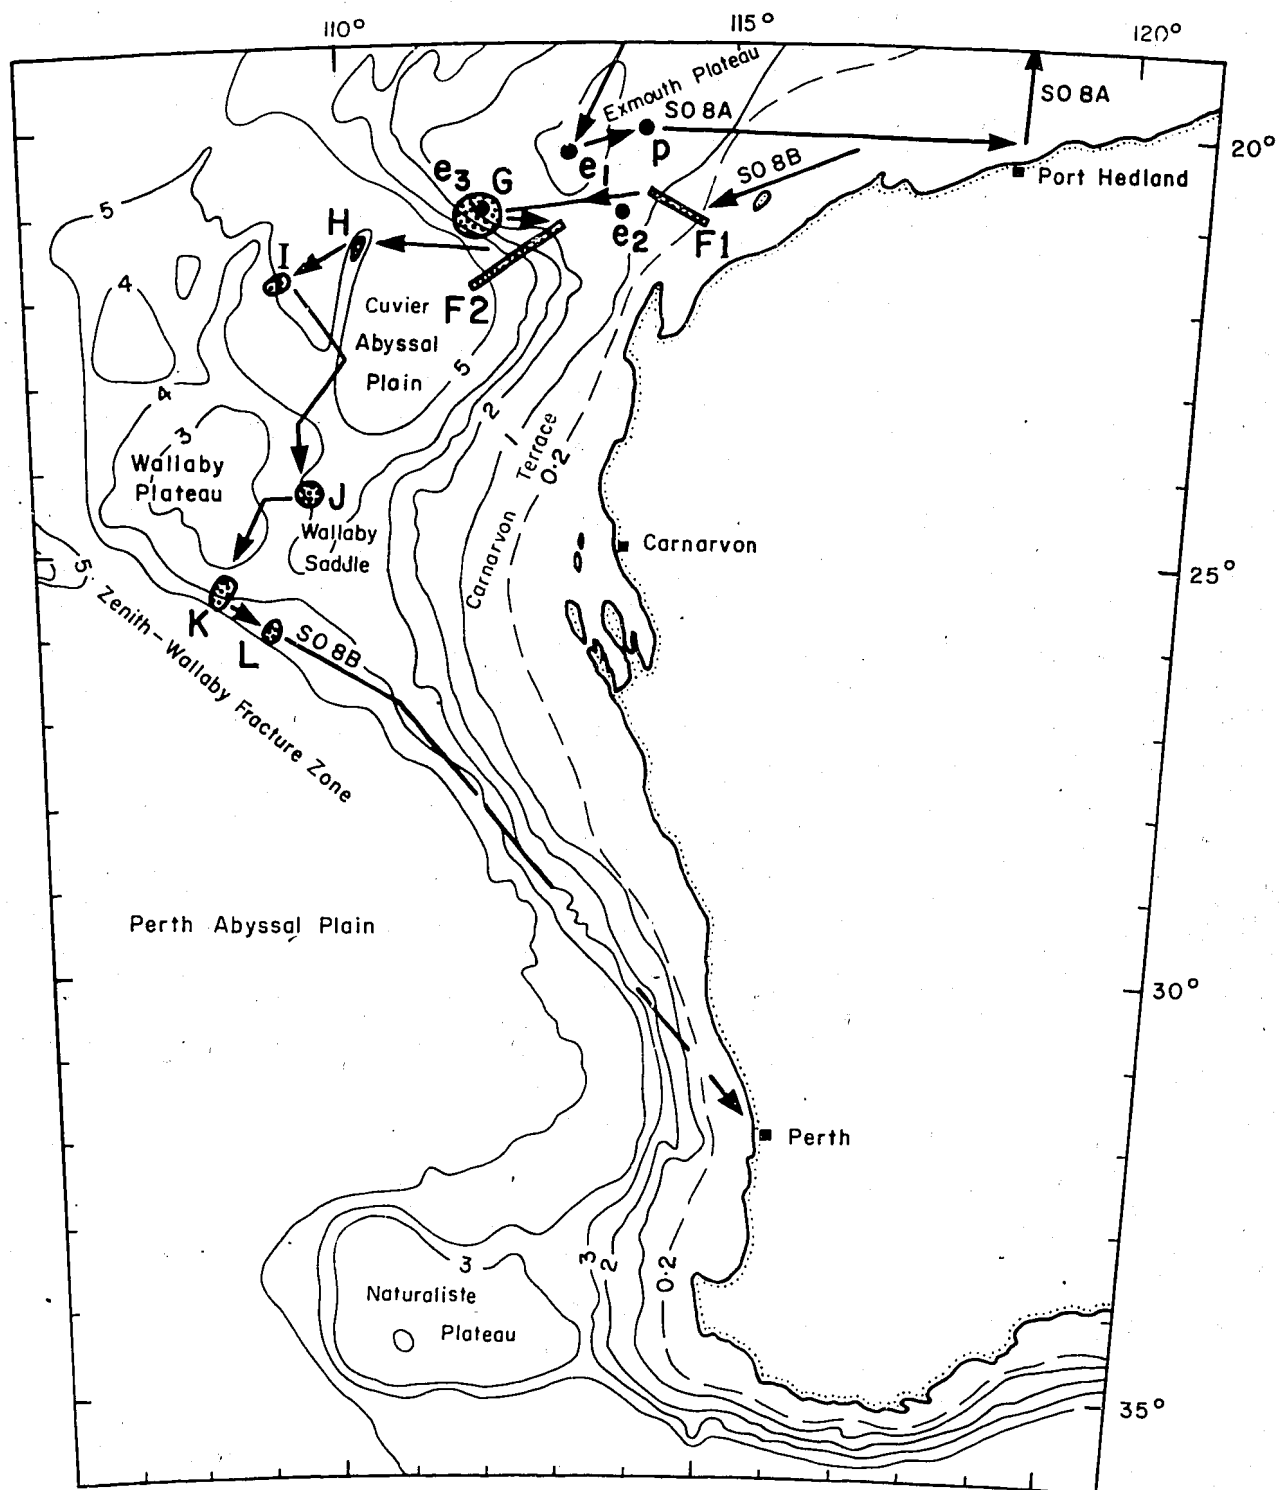 110°
115°
120°
Exmouth Plateau
SO 8A
SO 8A
e1
p
20°
Port Hedland
SO 8B
e3
G
e2
F1
5
H
I
4
Cuvier
Abyssal
Plain
F2
5
4
2
1
3
Wallaby
Plateau
Carnarvon Terrace
0·2
J
Wallaby
Saddle
Carnarvon
25°
5
Zenith-Wallaby Fracture Zone
K
L
SO 8B
Perth Abyssal Plain
30°
Perth
3
3
2
0·2
Naturaliste
Plateau
35°